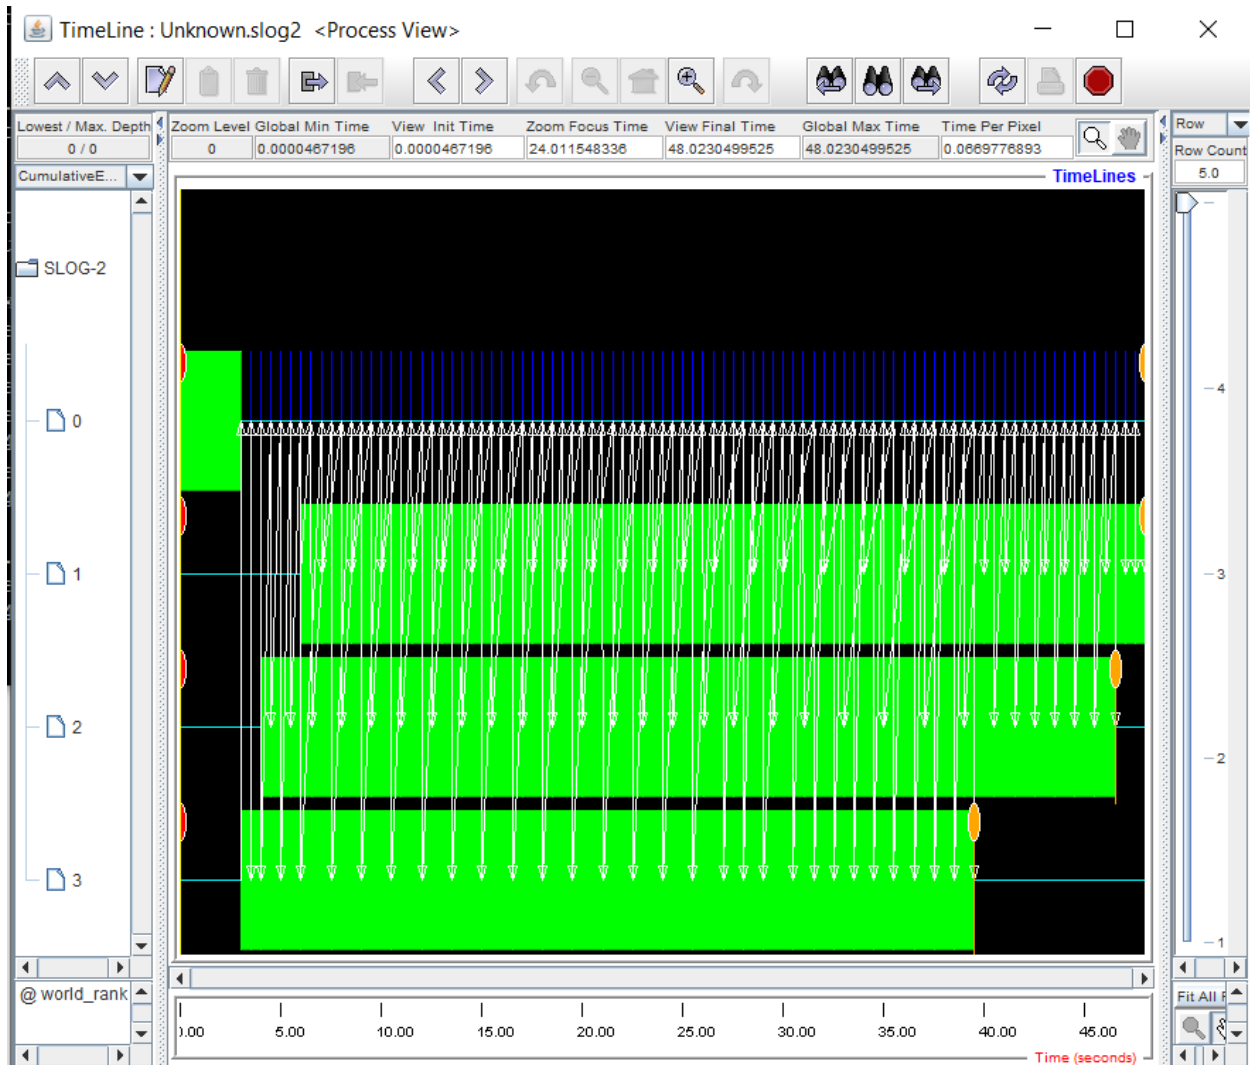 TimeLine : Unknown.slog2 <Process View>
Lowest / Max. Depth Zoom Level Global Min Time View Init Time Zoom Focus Time View Final Time Global Max Time Time Per Pixel Row
0 / 0 0 0.0000467196 0.0000467196 24.011548336 48.0230499525 48.0230499525 0.0669776893 Row Count
CumulativeE... 5.0
TimeLines
SLOG-2
0
1
2
3
4
3
2
1
@ world_rank Fit All
0.00 5.00 10.00 15.00 20.00 25.00 30.00 35.00 40.00 45.00
Time (seconds)